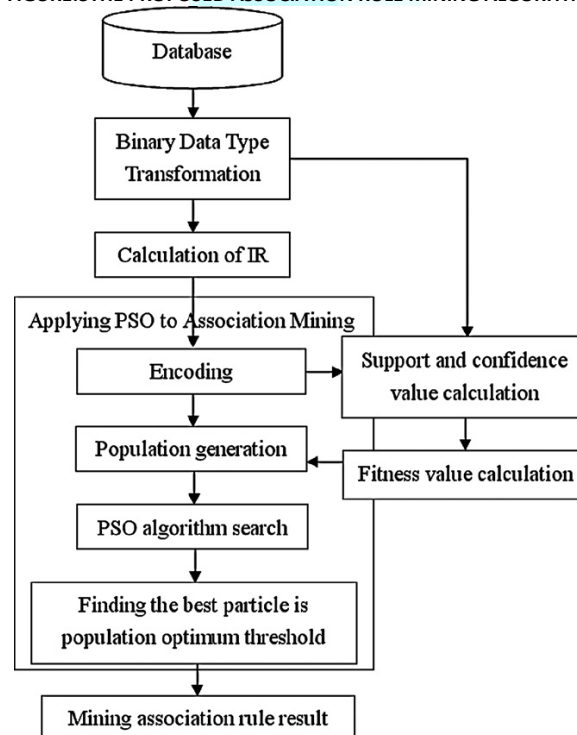 Database
Binary Data Type
Transformation
Calculation of IR
Applying PSO to Association Mining
Encoding
Support and confidence
value calculation
Population generation
Fitness value calculation
PSO algorithm search
Finding the best particle is
population optimum threshold
Mining association rule result